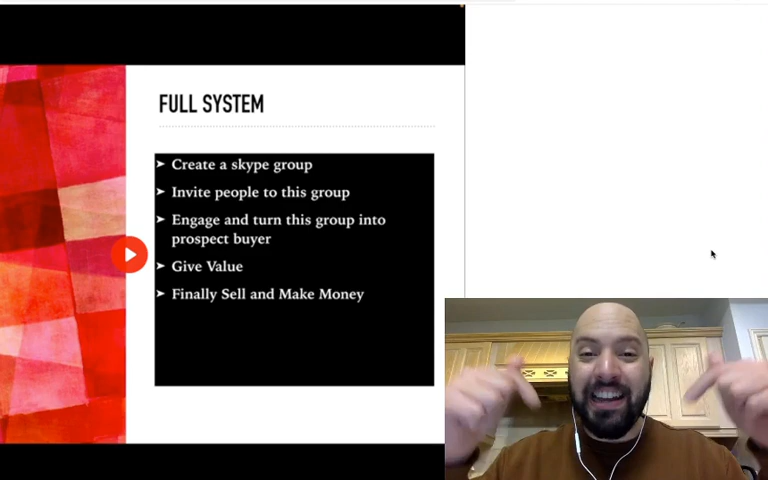 FULL SYSTEM
➤ Create a skype group
➤ Invite people to this group
➤ Engage and turn this group into
prospect buyer
➤ Give Value
➤ Finally Sell and Make Money